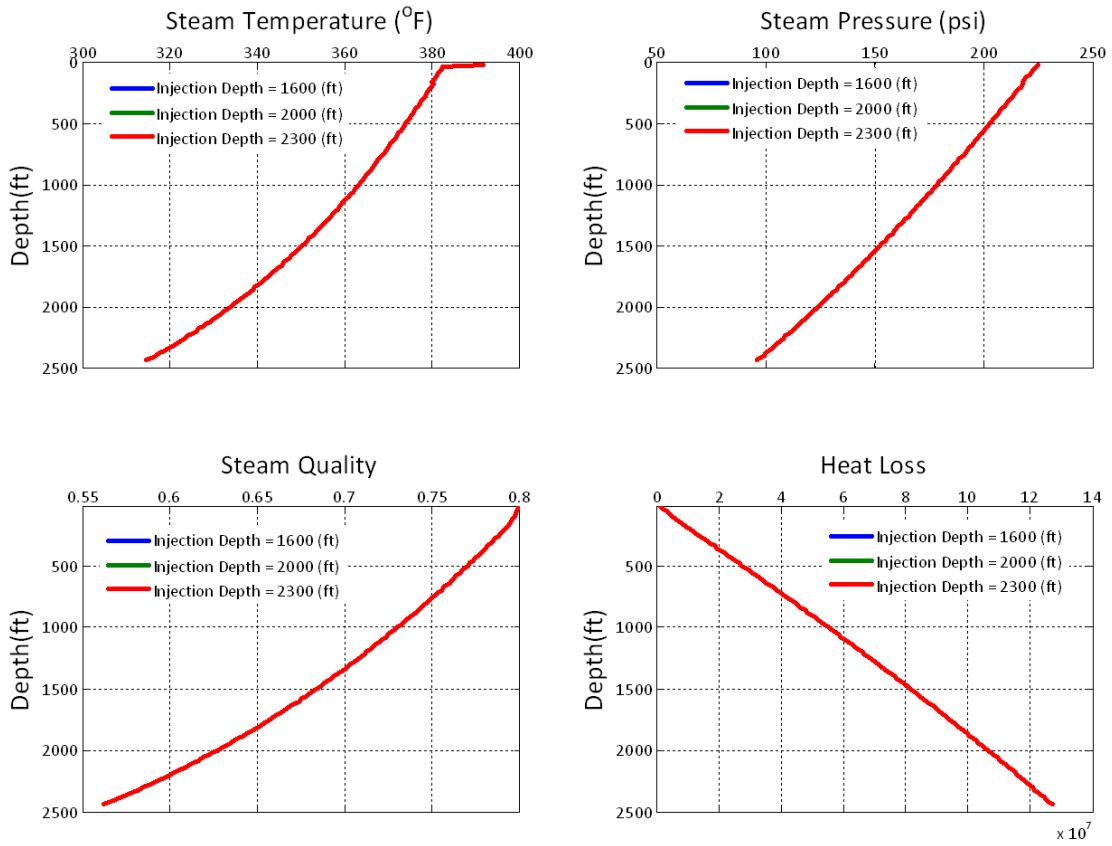 Steam Temperature (°F)
300 320 340 360 380 400
0
500
1000
1500
2000
2500
Depth(ft)
Injection Depth = 1600 (ft)
Injection Depth = 2000 (ft)
Injection Depth = 2300 (ft)
Steam Pressure (psi)
50 100 150 200 250
0
500
1000
1500
2000
2500
Depth(ft)
Injection Depth = 1600 (ft)
Injection Depth = 2000 (ft)
Injection Depth = 2300 (ft)
Steam Quality
0.55 0.6 0.65 0.7 0.75 0.8
500
1000
1500
2000
2500
Depth(ft)
Injection Depth = 1600 (ft)
Injection Depth = 2000 (ft)
Injection Depth = 2300 (ft)
Heat Loss
0 2 4 6 8 10 12 14
500
1000
1500
2000
2500
Depth(ft)
Injection Depth = 1600 (ft)
Injection Depth = 2000 (ft)
Injection Depth = 2300 (ft)
x 10⁷